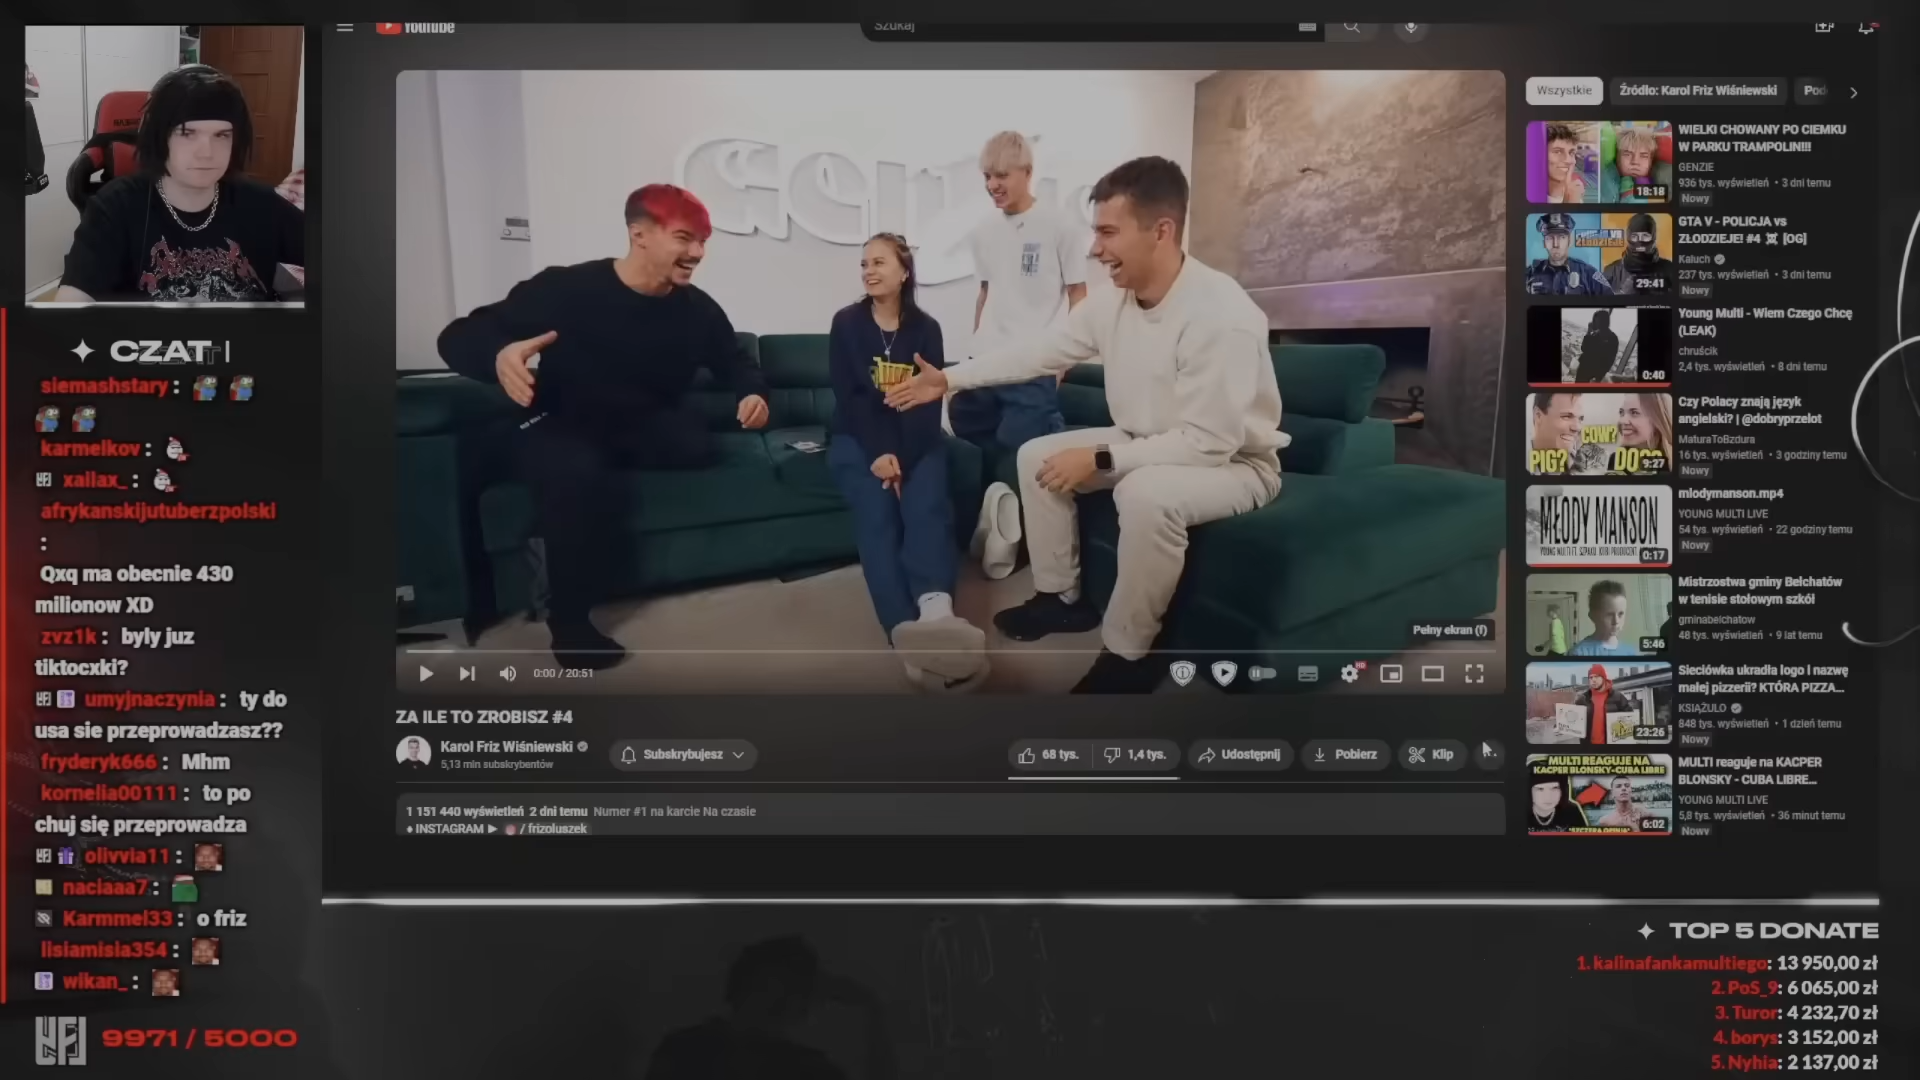 YouTube
Szukaj
Wszystkie
Źródło: Karol Friz Wiśniewski
Pod
WIELKI CHOWANY PO CIEMKU
W PARKU TRAMPOLIN!!!
GENZIE
936 tys. wyświetleń • 3 dni temu
Nowy
18:18
GTA V - POLICJA vs
ZŁODZIEJE! #4 ☠ [OG]
Kaluch
237 tys. wyświetleń • 3 dni temu
Nowy
29:41
Young Multi - Wiem Czego Chcę
(LEAK)
chruścik
2,4 tys. wyświetleń • 8 dni temu
0:40
Czy Polacy znają język
angielski? | @dobryprzelot
MaturaToBzdura
16 tys. wyświetleń • 3 godziny temu
Nowy
COW?
PIG?
9:27
mlodymanson.mp4
YOUNG MULTI LIVE
54 tys. wyświetleń • 22 godziny temu
Nowy
MŁODY MANSON
0:17
Mistrzostwa gminy Bełchatów
w tenisie stołowym szkół
gminabelchatow
48 tys. wyświetleń • 9 lat temu
5:46
Sieciówka ukradła logo i nazwę
małej pizzerii? KTÓRA PIZZA...
KSIĄŻULO
848 tys. wyświetleń • 1 dzień temu
Nowy
23:26
MULTI reaguje na KACPER
BLONSKY - CUBA LIBRE...
YOUNG MULTI LIVE
5,8 tys. wyświetleń • 36 minut temu
Nowy
MULTI REAGUJE NA
KACPER BLONSKY-CUBA LIBRE
6:02
Pełny ekran (f)
0:00 / 20:51
HD
ZA ILE TO ZROBISZ #4
Karol Friz Wiśniewski
5,13 mln subskrybentów
Subskrybujesz
68 tys.
1,4 tys.
Udostępnij
Pobierz
Klip
1 151 440 wyświetleń 2 dni temu Numer #1 na karcie Na czasie
♦ INSTAGRAM ► / frizoluszek
CZAT
siemashstary :
karmelkov :
xailax_ :
afrykanskijutuberzpolski
:
Qxq ma obecnie 430
milionow XD
zvz1k : byly juz
tiktocxki?
umyjnaczynia : ty do
usa sie przeprowadzasz??
fryderyk666 : Mhm
kornelia00111 : to po
chuj się przeprowadza
olivvia11 :
naciaaa7 :
Karmmel33 : o friz
lisiamisia354 :
wikan_ :
9971 / 5000
TOP 5 DONATE
1. kalinafankamultiego: 13 950,00 zł
2. PoS_9: 6 065,00 zł
3. Turor: 4 232,70 zł
4. borys: 3 152,00 zł
5. Nyhia: 2 137,00 zł